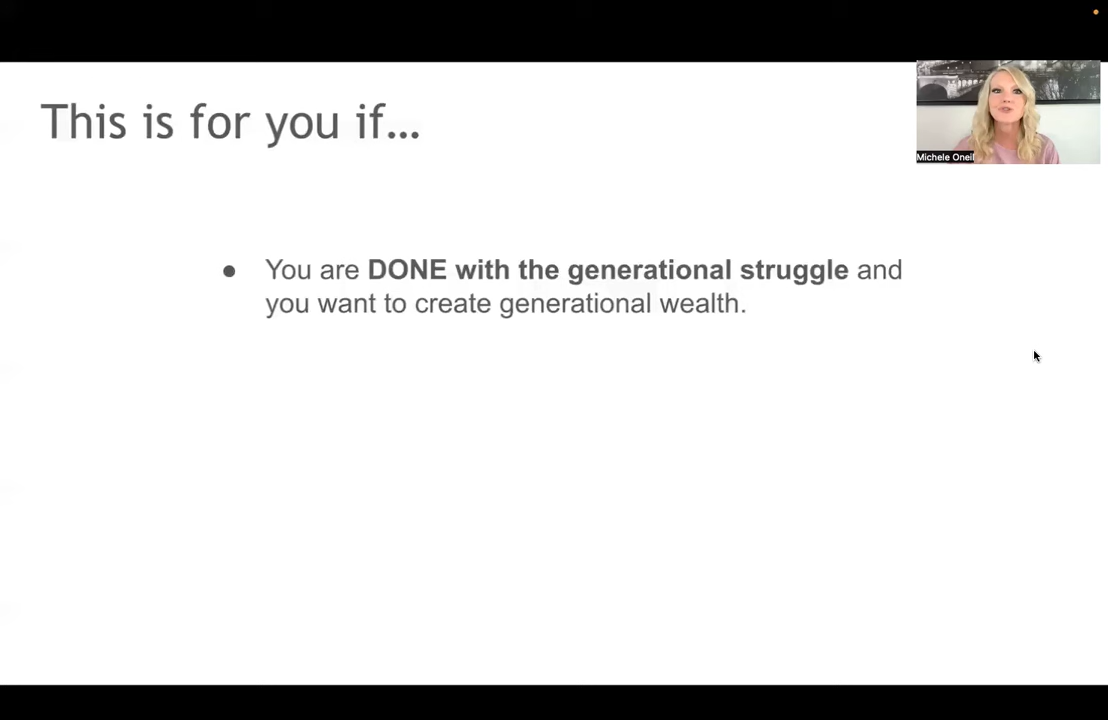 This is for you if...
Michele Oneil
● You are DONE with the generational struggle and
you want to create generational wealth.